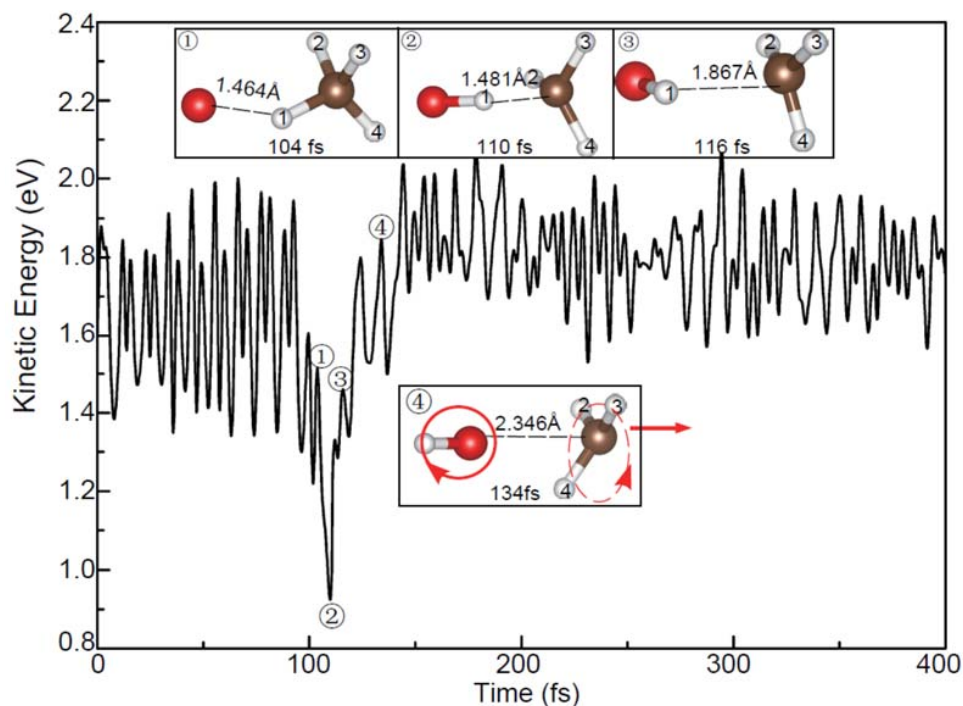 2.4
2.2
2.0
1.8
1.6
1.4
1.2
1.0
0.8
Kinetic Energy (eV)
① 2 3 1.464Å 1 4 104 fs
② 3 1.481Å 2 1 4 110 fs
③ 2 3 1.867Å 1 4 116 fs
④
①
③
②
④ 2 3 2.346Å 4 134fs
0 100 200 300 400
Time (fs)